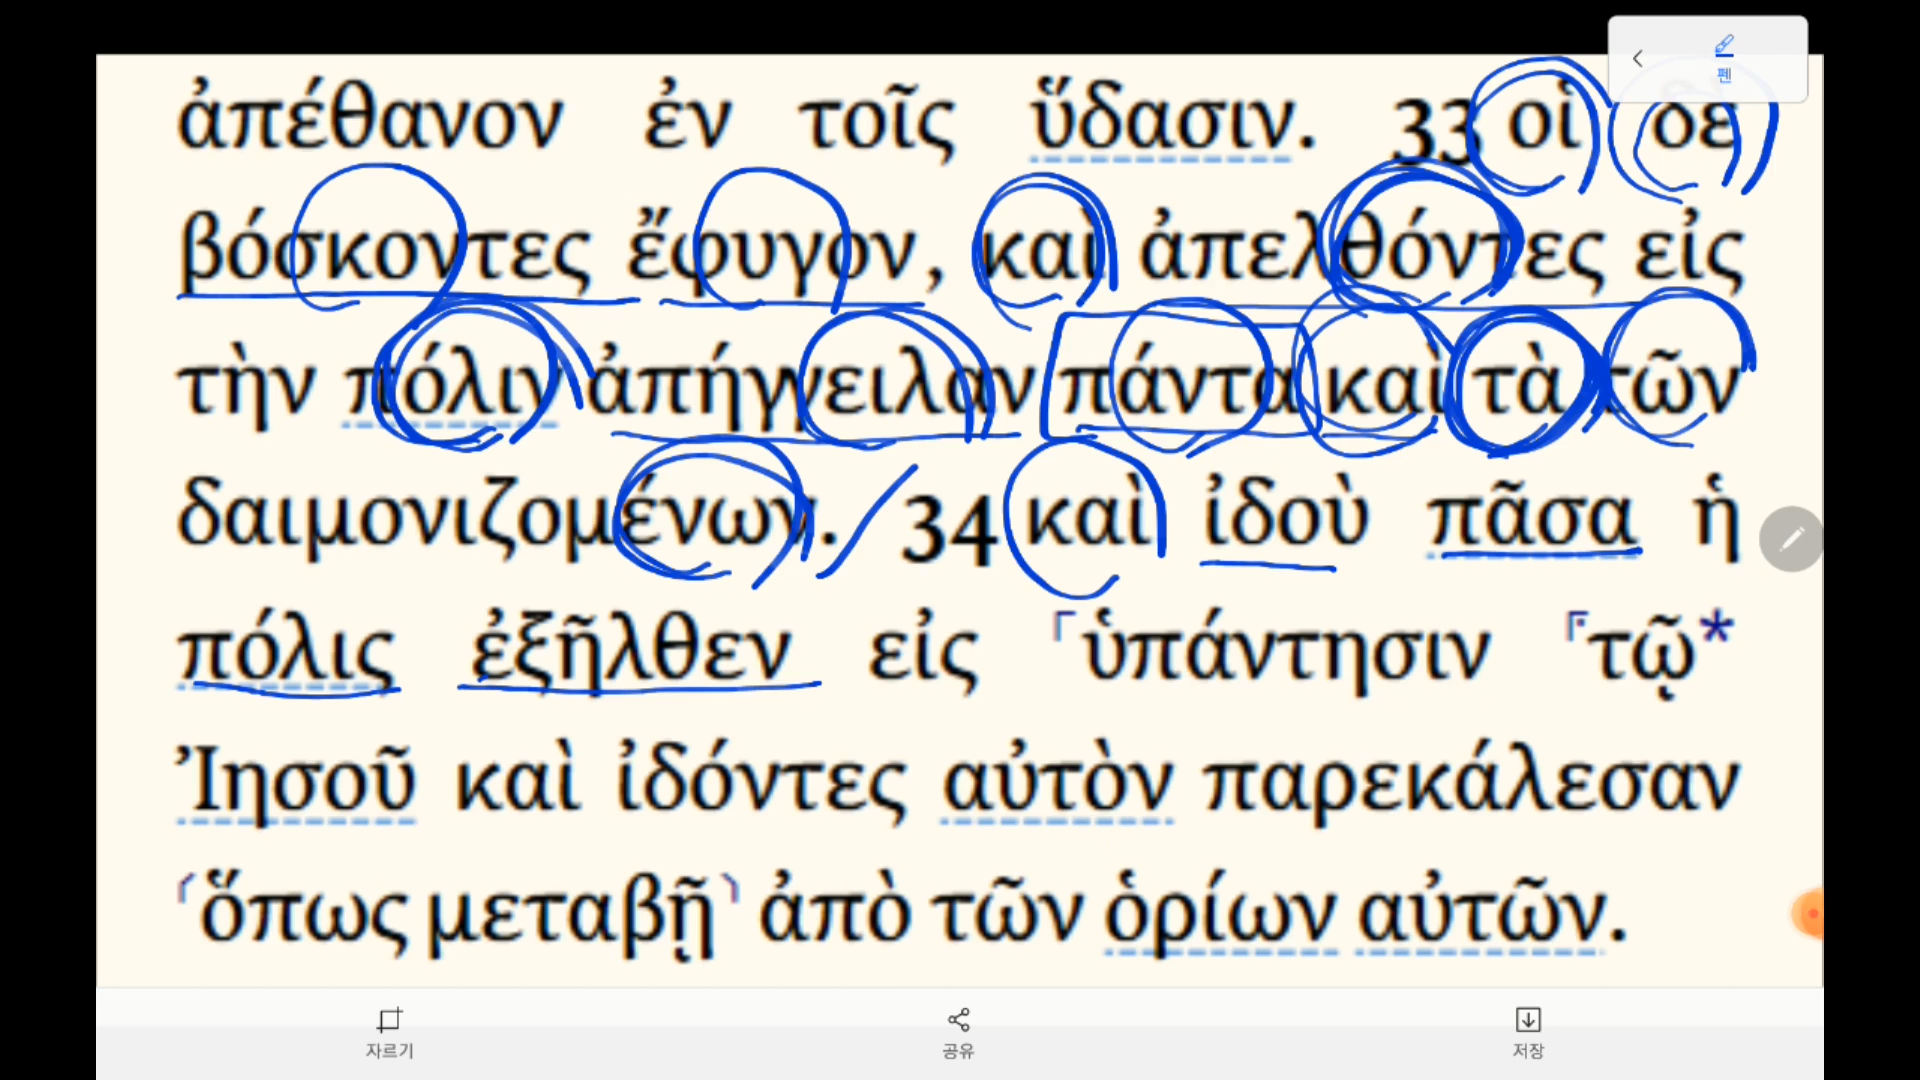 펜
ἀπέθανον ἐν τοῖς ὕδασιν. 33 οἱ δὲ
βόσκοντες ἔφυγον, καὶ ἀπελθόντες εἰς
τὴν πόλιν ἀπήγγειλαν πάντα καὶ τὰ τῶν
δαιμονιζομένων. 34 καὶ ἰδοὺ πᾶσα ἡ
πόλις ἐξῆλθεν εἰς ⸀ὑπάντησιν ⸁τῷ*
Ἰησοῦ καὶ ἰδόντες αὐτὸν παρεκάλεσαν
⸂ὅπως μεταβῇ⸃ ἀπὸ τῶν ὁρίων αὐτῶν.
자르기 공유 저장